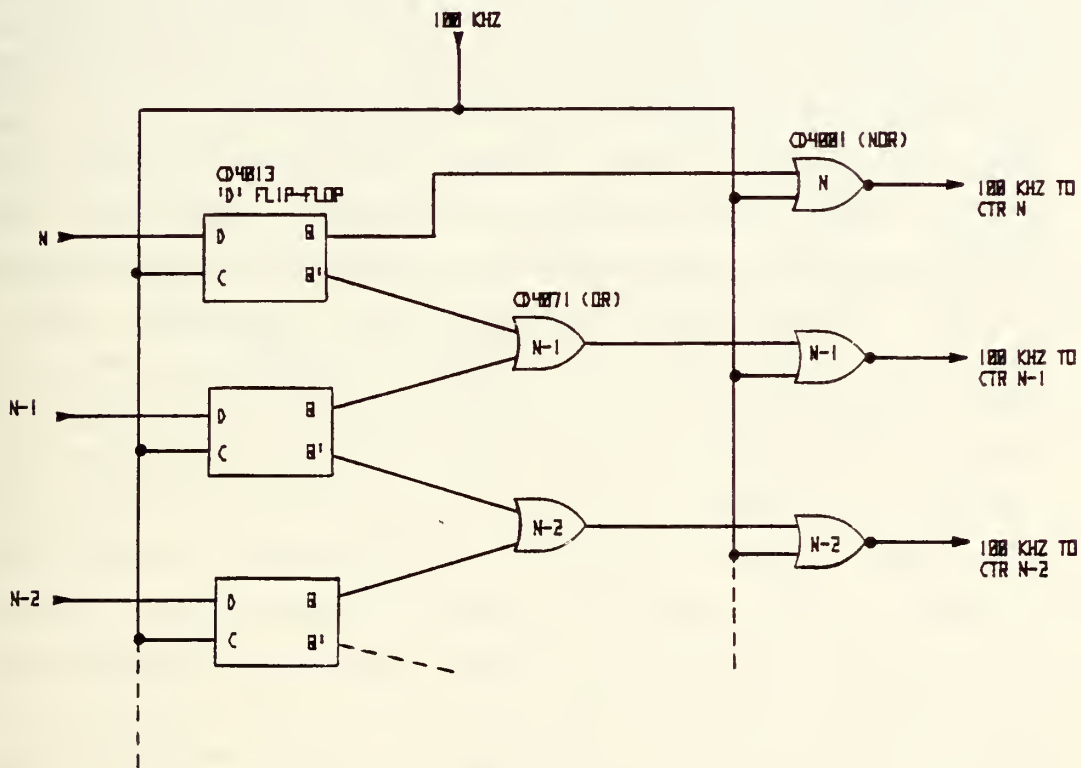 100 KHZ
CD4001 (NOR)
N
100 KHZ TO
CTR N
CD4013
'D' FLIP-FLOP
N
D
Q
C
Q'
CD4071 (OR)
N-1
N-1
100 KHZ TO
CTR N-1
N-1
D
Q
C
Q'
N-2
N-2
100 KHZ TO
CTR N-2
N-2
D
Q
C
Q'